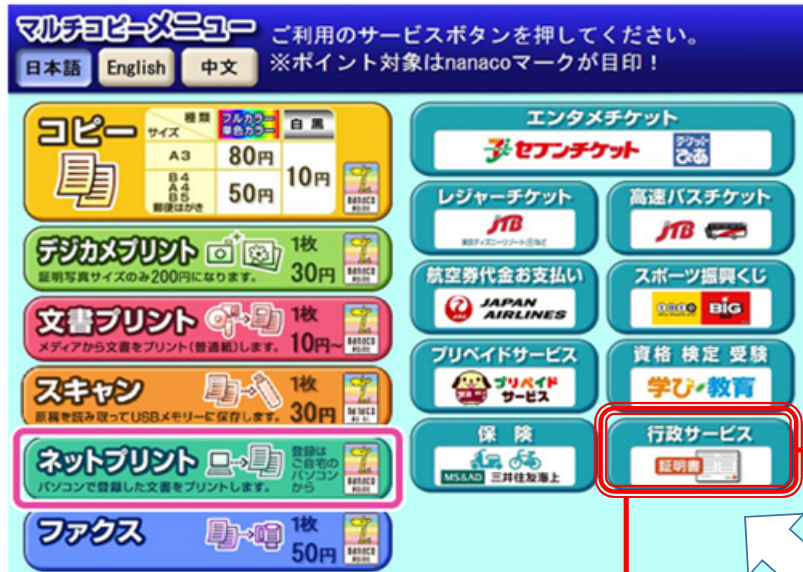 マルチコピーメニュー
ご利用のサービスボタンを押してください。
日本語 English 中文
※ポイント対象はnanacoマークが目印！
コピー
種類 サイズ フルカラー 単色カラー 白黒
A3 80円
B4 A4 B5 郵便はがき 50円
10円
nanaco
デジカメプリント 1枚 30円
証明写真サイズのみ200円になります。
nanaco
文書プリント 1枚 10円~
メディアから文書をプリント(普通紙)します。
nanaco
スキャン 1枚 30円
原稿を読み取ってUSBメモリーに保存します。
nanaco
ネットプリント
パソコンで登録した文書をプリントします。
登録はご自宅のパソコンから
nanaco
ファクス 1枚 50円
nanaco
エンタメチケット
セブンチケット チケットぴあ
レジャーチケット
JTB
高速バスチケット
JTB
航空券代金お支払い
JAPAN AIRLINES
スポーツ振興くじ
toto BIG
プリペイドサービス
プリペイドサービス
資格 検定 受験
学び・教育
保険
MS&AD 三井住友海上
行政サービス
証明書